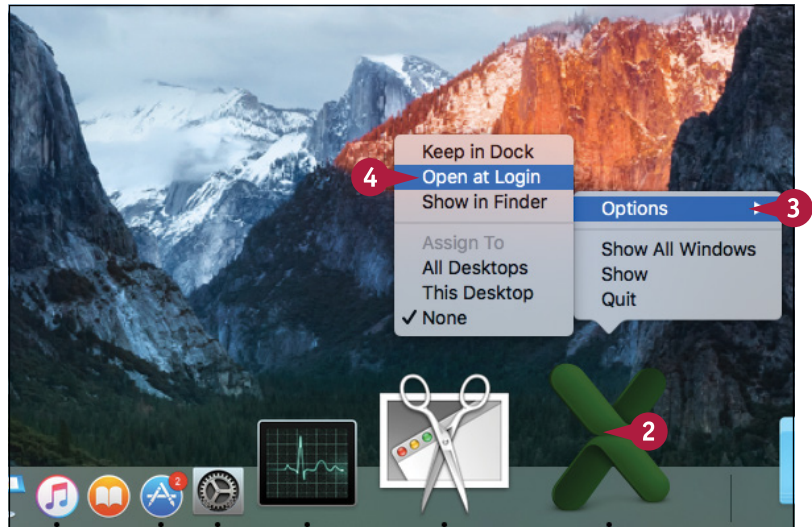 Keep in Dock
4
Open at Login
Show in Finder
Assign To
All Desktops
This Desktop
✓ None
Options
3
Show All Windows
Show
Quit
2
2